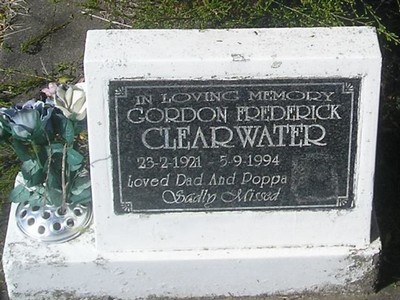 IN LOVING MEMORY
GORDON FREDERICK
CLEARWATER
23-2-1921 - 5-9-1994
Loved Dad And Poppa
Sadly Missed